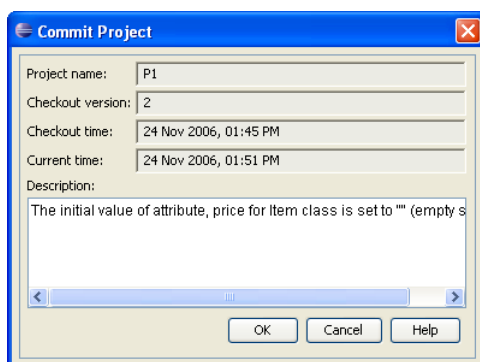 Commit Project
Project name: P1
Checkout version: 2
Checkout time: 24 Nov 2006, 01:45 PM
Current time: 24 Nov 2006, 01:51 PM
Description:
The initial value of attribute, price for Item class is set to "" (empty s
OK Cancel Help